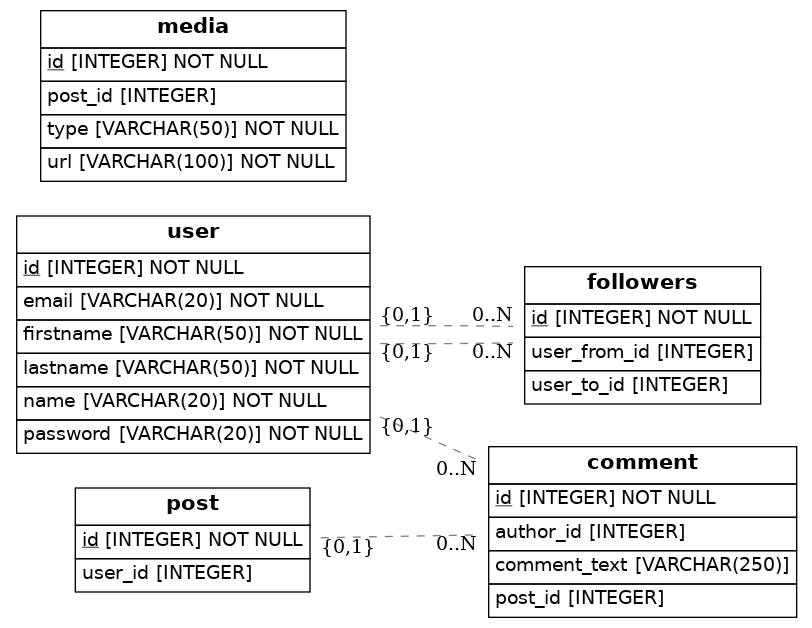 media
id [INTEGER] NOT NULL
post_id [INTEGER]
type [VARCHAR(50)] NOT NULL
url [VARCHAR(100)] NOT NULL
user
id [INTEGER] NOT NULL
email [VARCHAR(20)] NOT NULL
firstname [VARCHAR(50)] NOT NULL
lastname [VARCHAR(50)] NOT NULL
name [VARCHAR(20)] NOT NULL
password [VARCHAR(20)] NOT NULL
{0,1} 0..N
{0,1} 0..N
followers
id [INTEGER] NOT NULL
user_from_id [INTEGER]
user_to_id [INTEGER]
{0,1}
0..N
post
id [INTEGER] NOT NULL
user_id [INTEGER]
{0,1} 0..N
comment
id [INTEGER] NOT NULL
author_id [INTEGER]
comment_text [VARCHAR(250)]
post_id [INTEGER]